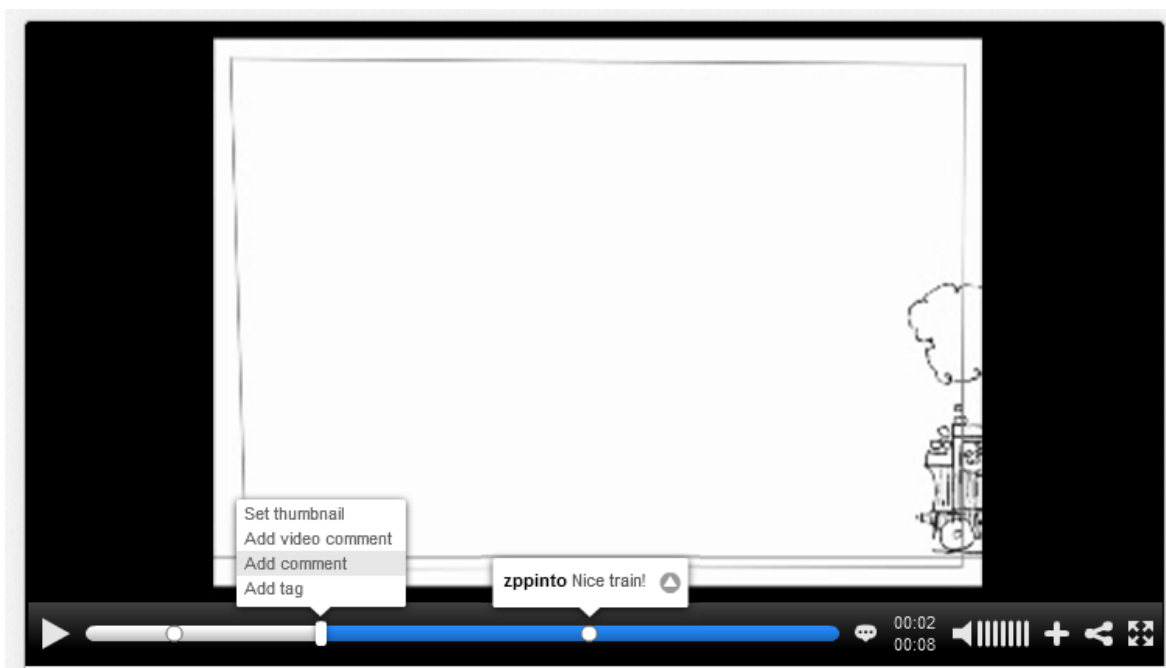 Set thumbnail
Add video comment
Add comment
Add tag
zppinto Nice train!
00:02
00:08